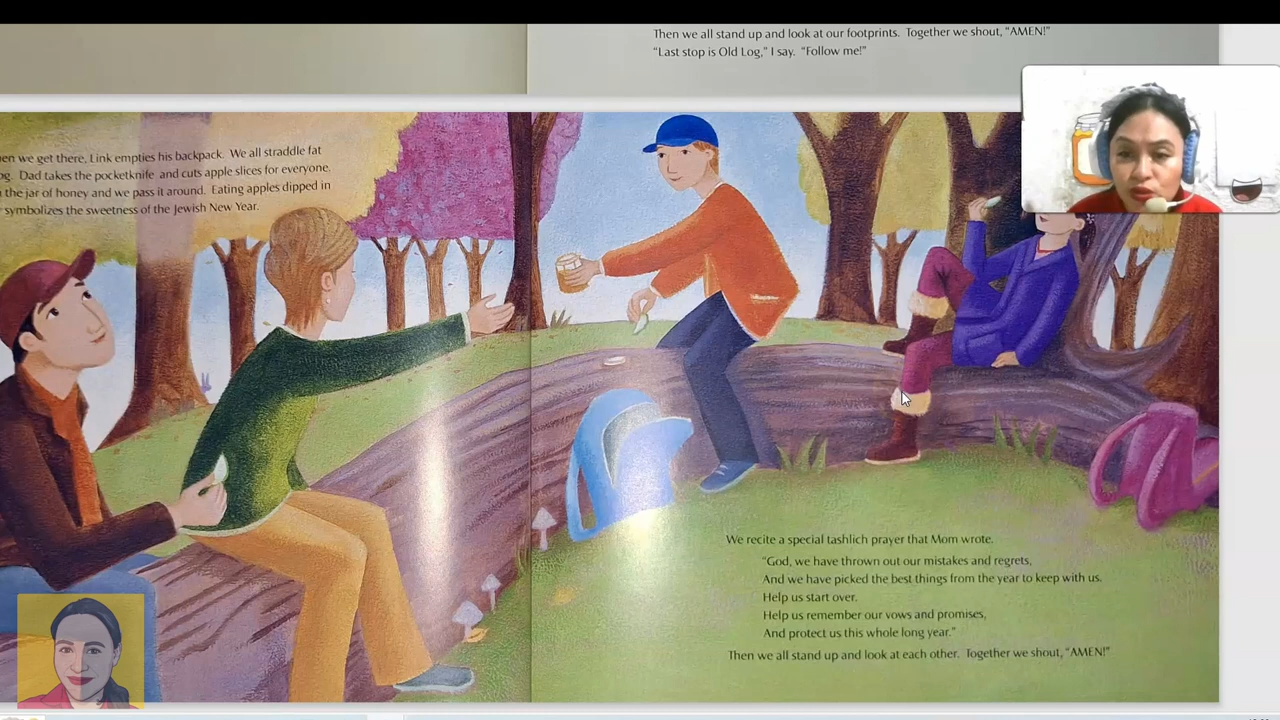 Then we all stand up and look at our footprints. Together we shout, "AMEN!"
"Last stop is Old Log," I say. "Follow me!"
en we get there, Link empties his backpack. We all straddle fat
og. Dad takes the pocketknife and cuts apple slices for everyone.
the jar of honey and we pass it around. Eating apples dipped in
symbolizes the sweetness of the Jewish New Year.
We recite a special tashlich prayer that Mom wrote.
"God, we have thrown out our mistakes and regrets,
And we have picked the best things from the year to keep with us.
Help us start over.
Help us remember our vows and promises,
And protect us this whole long year."
Then we all stand up and look at each other. Together we shout, "AMEN!"